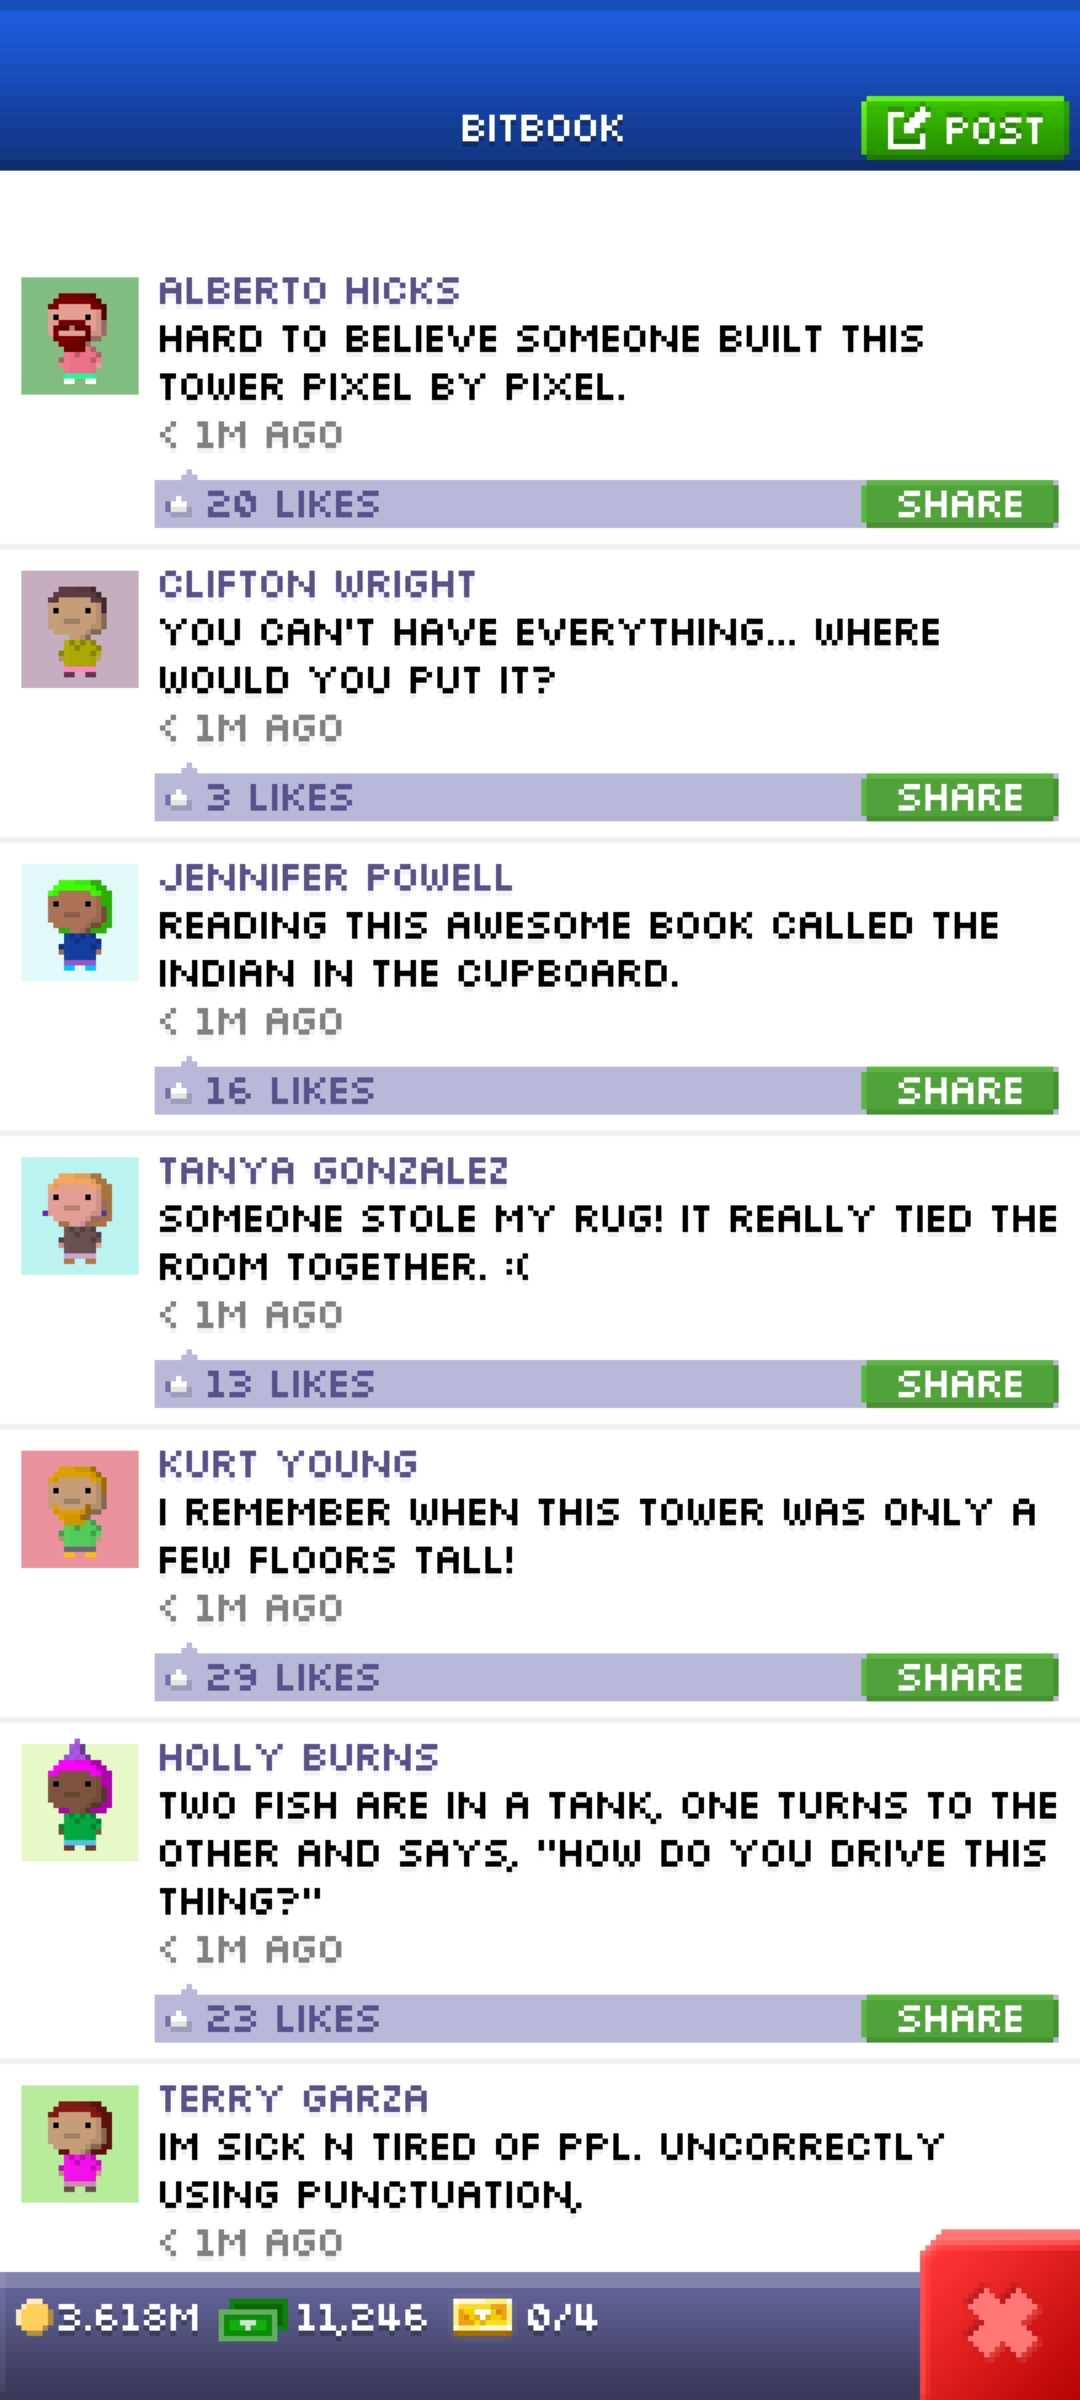 BITBOOK
POST
ALBERTO HICKS
HARD TO BELIEVE SOMEONE BUILT THIS
TOWER PIXEL BY PIXEL.
< 1M AGO
20 LIKES
SHARE
CLIFTON WRIGHT
YOU CAN'T HAVE EVERYTHING... WHERE
WOULD YOU PUT IT?
< 1M AGO
3 LIKES
SHARE
JENNIFER POWELL
READING THIS AWESOME BOOK CALLED THE
INDIAN IN THE CUPBOARD.
< 1M AGO
16 LIKES
SHARE
TANYA GONZALEZ
SOMEONE STOLE MY RUG! IT REALLY TIED THE
ROOM TOGETHER. :(
< 1M AGO
13 LIKES
SHARE
KURT YOUNG
I REMEMBER WHEN THIS TOWER WAS ONLY A
FEW FLOORS TALL!
< 1M AGO
29 LIKES
SHARE
HOLLY BURNS
TWO FISH ARE IN A TANK, ONE TURNS TO THE
OTHER AND SAYS, "HOW DO YOU DRIVE THIS
THING?"
< 1M AGO
23 LIKES
SHARE
TERRY GARZA
IM SICK N TIRED OF PPL. UNCORRECTLY
USING PUNCTUATION,
< 1M AGO
3.618M 11,246 0/4